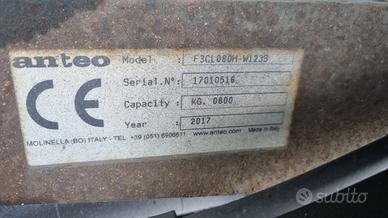 anteo
Model : F3CL080H-W1239
Serial.N°: 17010516
Capacity : KG. 0800
Year : 2017
CE
MOLINELLA (BO) ITALY - TEL +39 (051) 6906611
www.anteo.com
Made in Italy
subito